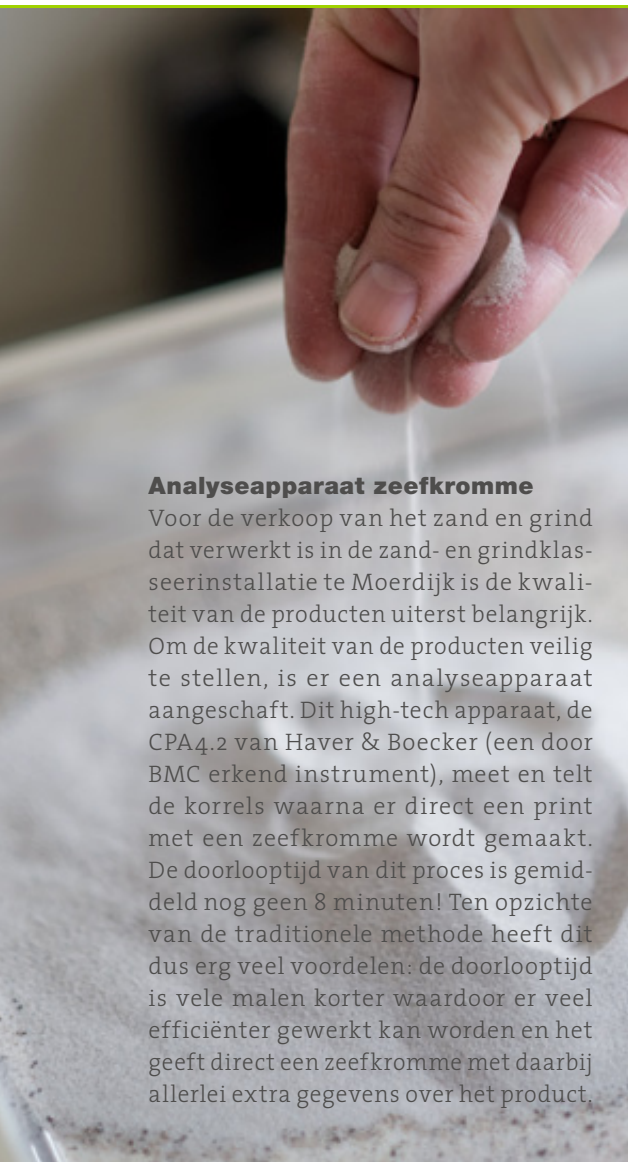 Analyseapparaat zeefkromme
Voor de verkoop van het zand en grind
dat verwerkt is in de zand- en grindklas-
seerinstallatie te Moerdijk is de kwali-
teit van de producten uiterst belangrijk.
Om de kwaliteit van de producten veilig
te stellen, is er een analyseapparaat
aangeschaft. Dit high-tech apparaat, de
CPA4.2 van Haver & Boecker (een door
BMC erkend instrument), meet en telt
de korrels waarna er direct een print
met een zeefkromme wordt gemaakt.
De doorlooptijd van dit proces is gemid-
deld nog geen 8 minuten! Ten opzichte
van de traditionele methode heeft dit
dus erg veel voordelen: de doorlooptijd
is vele malen korter waardoor er veel
efficiënter gewerkt kan worden en het
geeft direct een zeefkromme met daarbij
allerlei extra gegevens over het product.